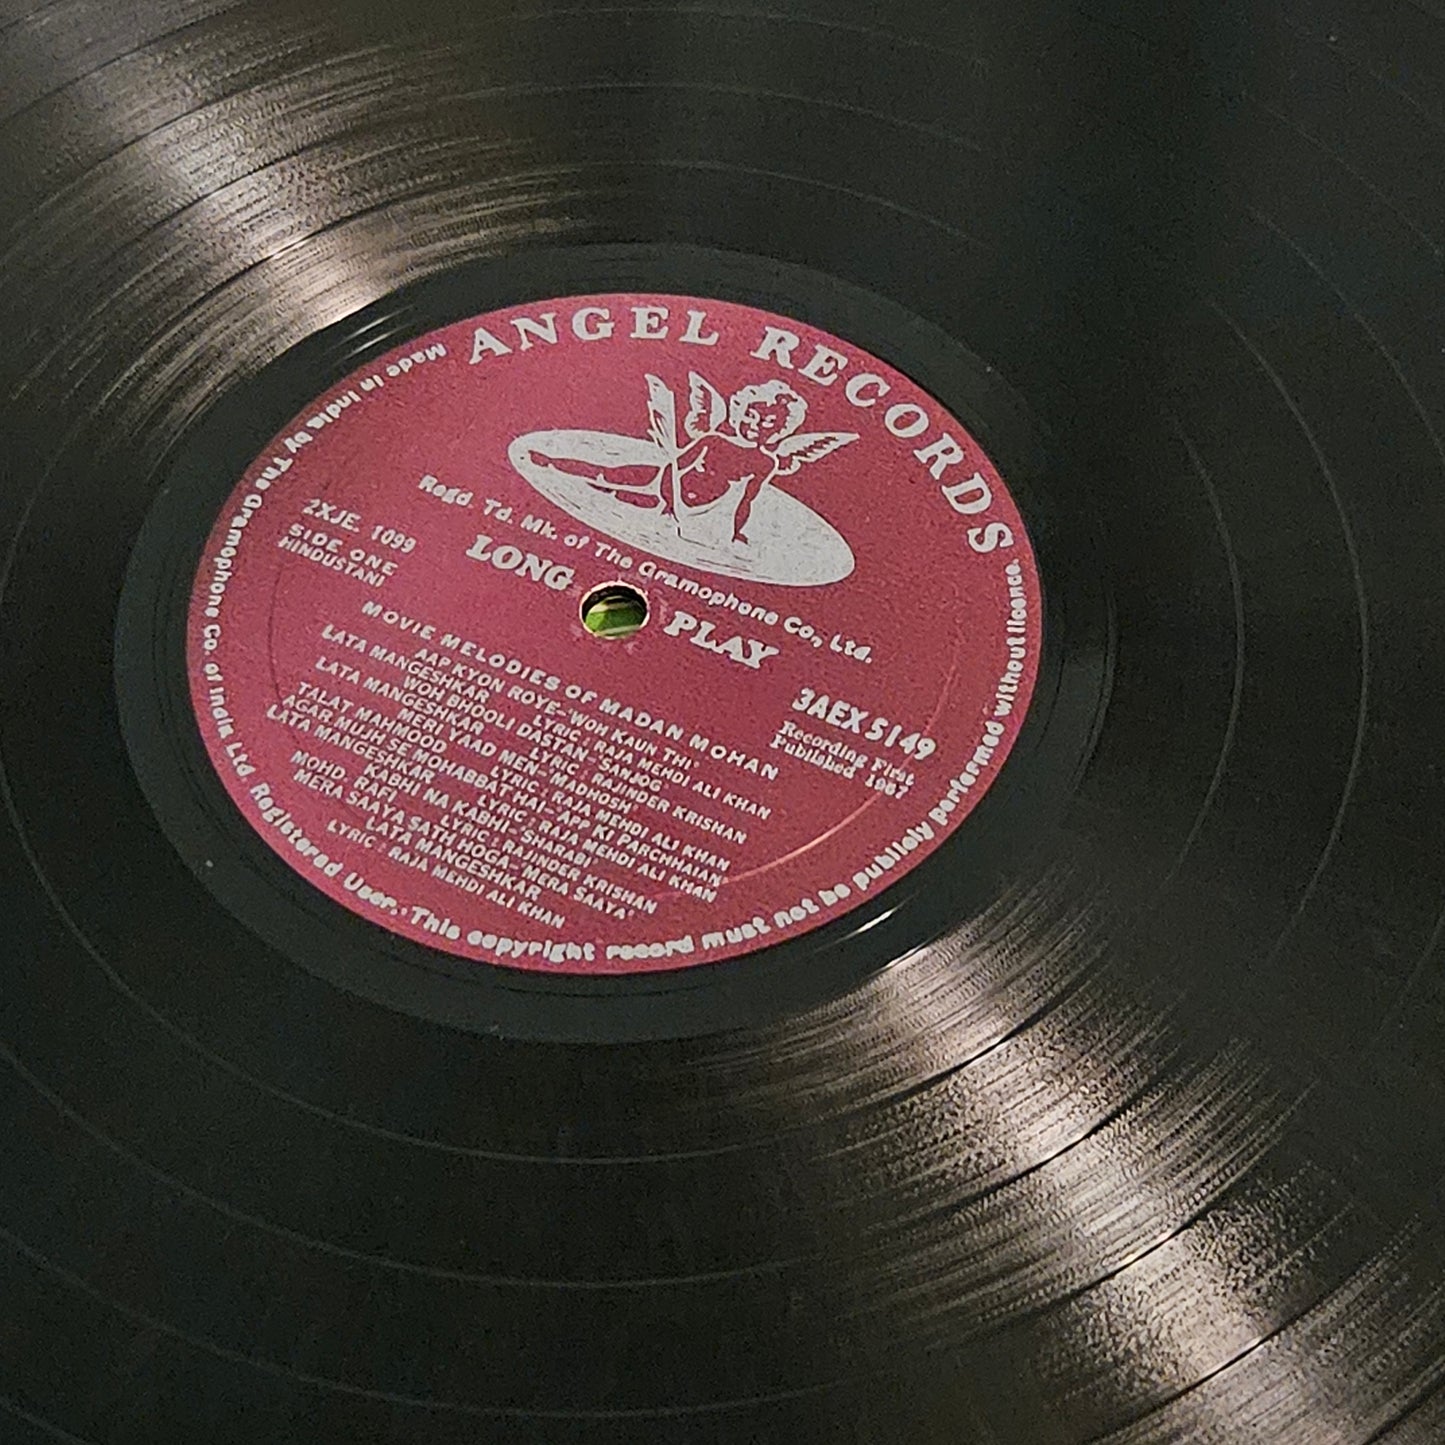 ANGEL RECORDS
Regd. Td. Mk. of The Gramophone Co., Ltd.
LONG PLAY
2XJE. 1099
SIDE ONE
HINDUSTANI
3AEX 5149
Recording First
Published 1967
MOVIE MELODIES OF MADAN MOHAN
AAP KYON ROYE-'WOH KAUN THI'
LATA MANGESHKAR LYRIC: RAJA MEHDI ALI KHAN
WOH BHOOLI DASTAN-'SANJOG'
LATA MANGESHKAR LYRIC: RAJINDER KRISHAN
MERI YAAD MEN-'MADHOSH'
TALAT MAHMOOD LYRIC: RAJA MEHDI ALI KHAN
AGAR MUJH SE MOHABBAT HAI-'APP KI PARCHHAIAN'
LATA MANGESHKAR LYRIC: RAJA MEHDI ALI KHAN
KABHI NA KABHI-'SHARABI'
MOHD. RAFI LYRIC: RAJINDER KRISHAN
MERA SAAYA SATH HOGA-'MERA SAAYA'
LATA MANGESHKAR
LYRIC: RAJA MEHDI ALI KHAN
Made in India by The Gramophone Co. of India Ltd Registered User. This copyright record must not be publicly performed without licence.